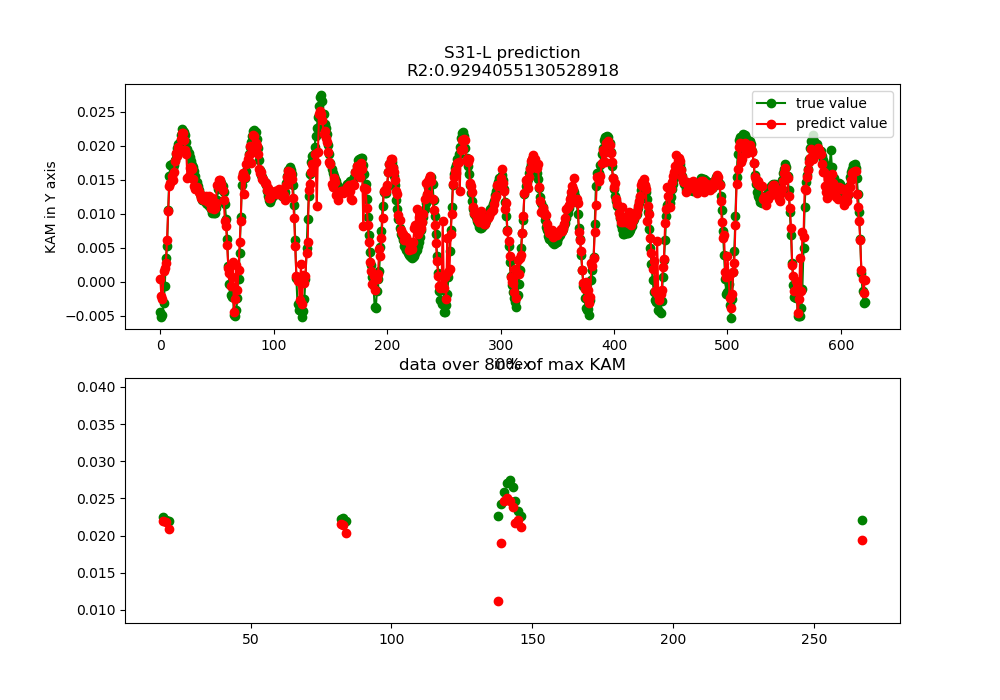 S31-L prediction
R2:0.9294055130528918
true value
predict value
KAM in Y axis
0.025
0.020
0.015
0.010
0.005
0.000
−0.005
0 100 200 300 400 500 600
index
data over 80% of max KAM
0.040
0.035
0.030
0.025
0.020
0.015
0.010
50 100 150 200 250